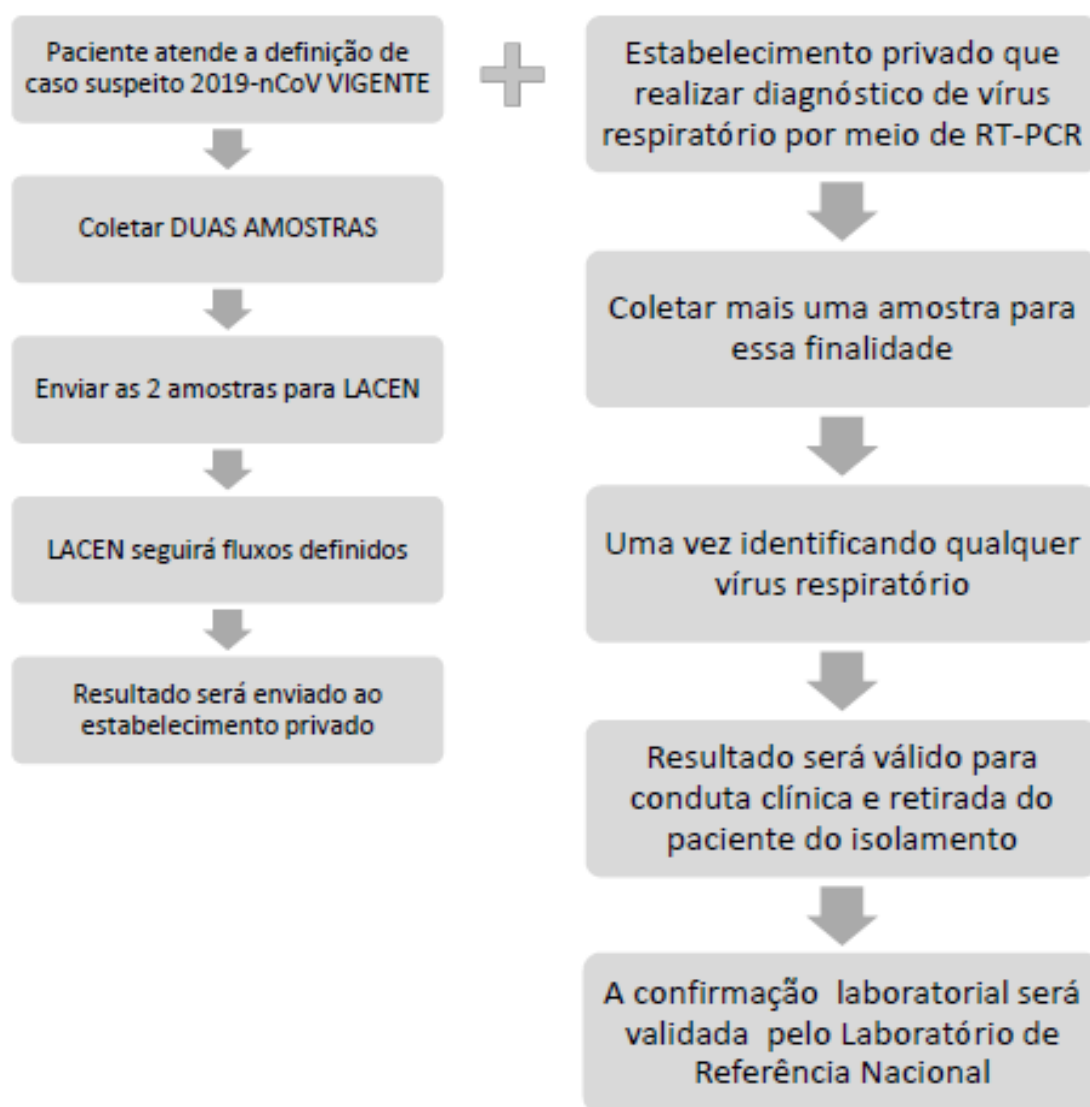 Paciente atende a definição de
caso suspeito 2019-nCoV VIGENTE
Coletar DUAS AMOSTRAS
Enviar as 2 amostras para LACEN
LACEN seguirá fluxos definidos
Resultado será enviado ao
estabelecimento privado
Estabelecimento privado que
realizar diagnóstico de vírus
respiratório por meio de RT-PCR
Coletar mais uma amostra para
essa finalidade
Uma vez identificando qualquer
vírus respiratório
Resultado será válido para
conduta clínica e retirada do
paciente do isolamento
A confirmação laboratorial será
validada pelo Laboratório de
Referência Nacional